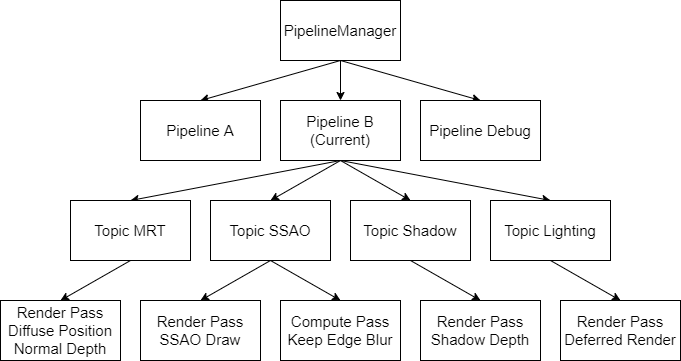 PipelineManager
Pipeline A
Pipeline B
(Current)
Pipeline Debug
Topic MRT
Topic SSAO
Topic Shadow
Topic Lighting
Render Pass
Diffuse Position
Normal Depth
Render Pass
SSAO Draw
Compute Pass
Keep Edge Blur
Render Pass
Shadow Depth
Render Pass
Deferred Render